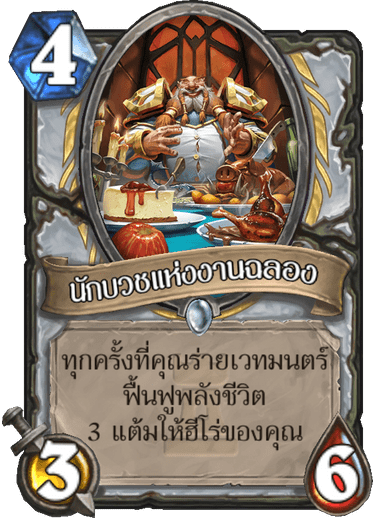 4
นักบวชแห่งงานฉลอง
ทุกครั้งที่คุณร่ายเวทมนตร์
ฟื้นฟูพลังชีวิต
3 แต้มให้ฮีโร่ของคุณ
3
6